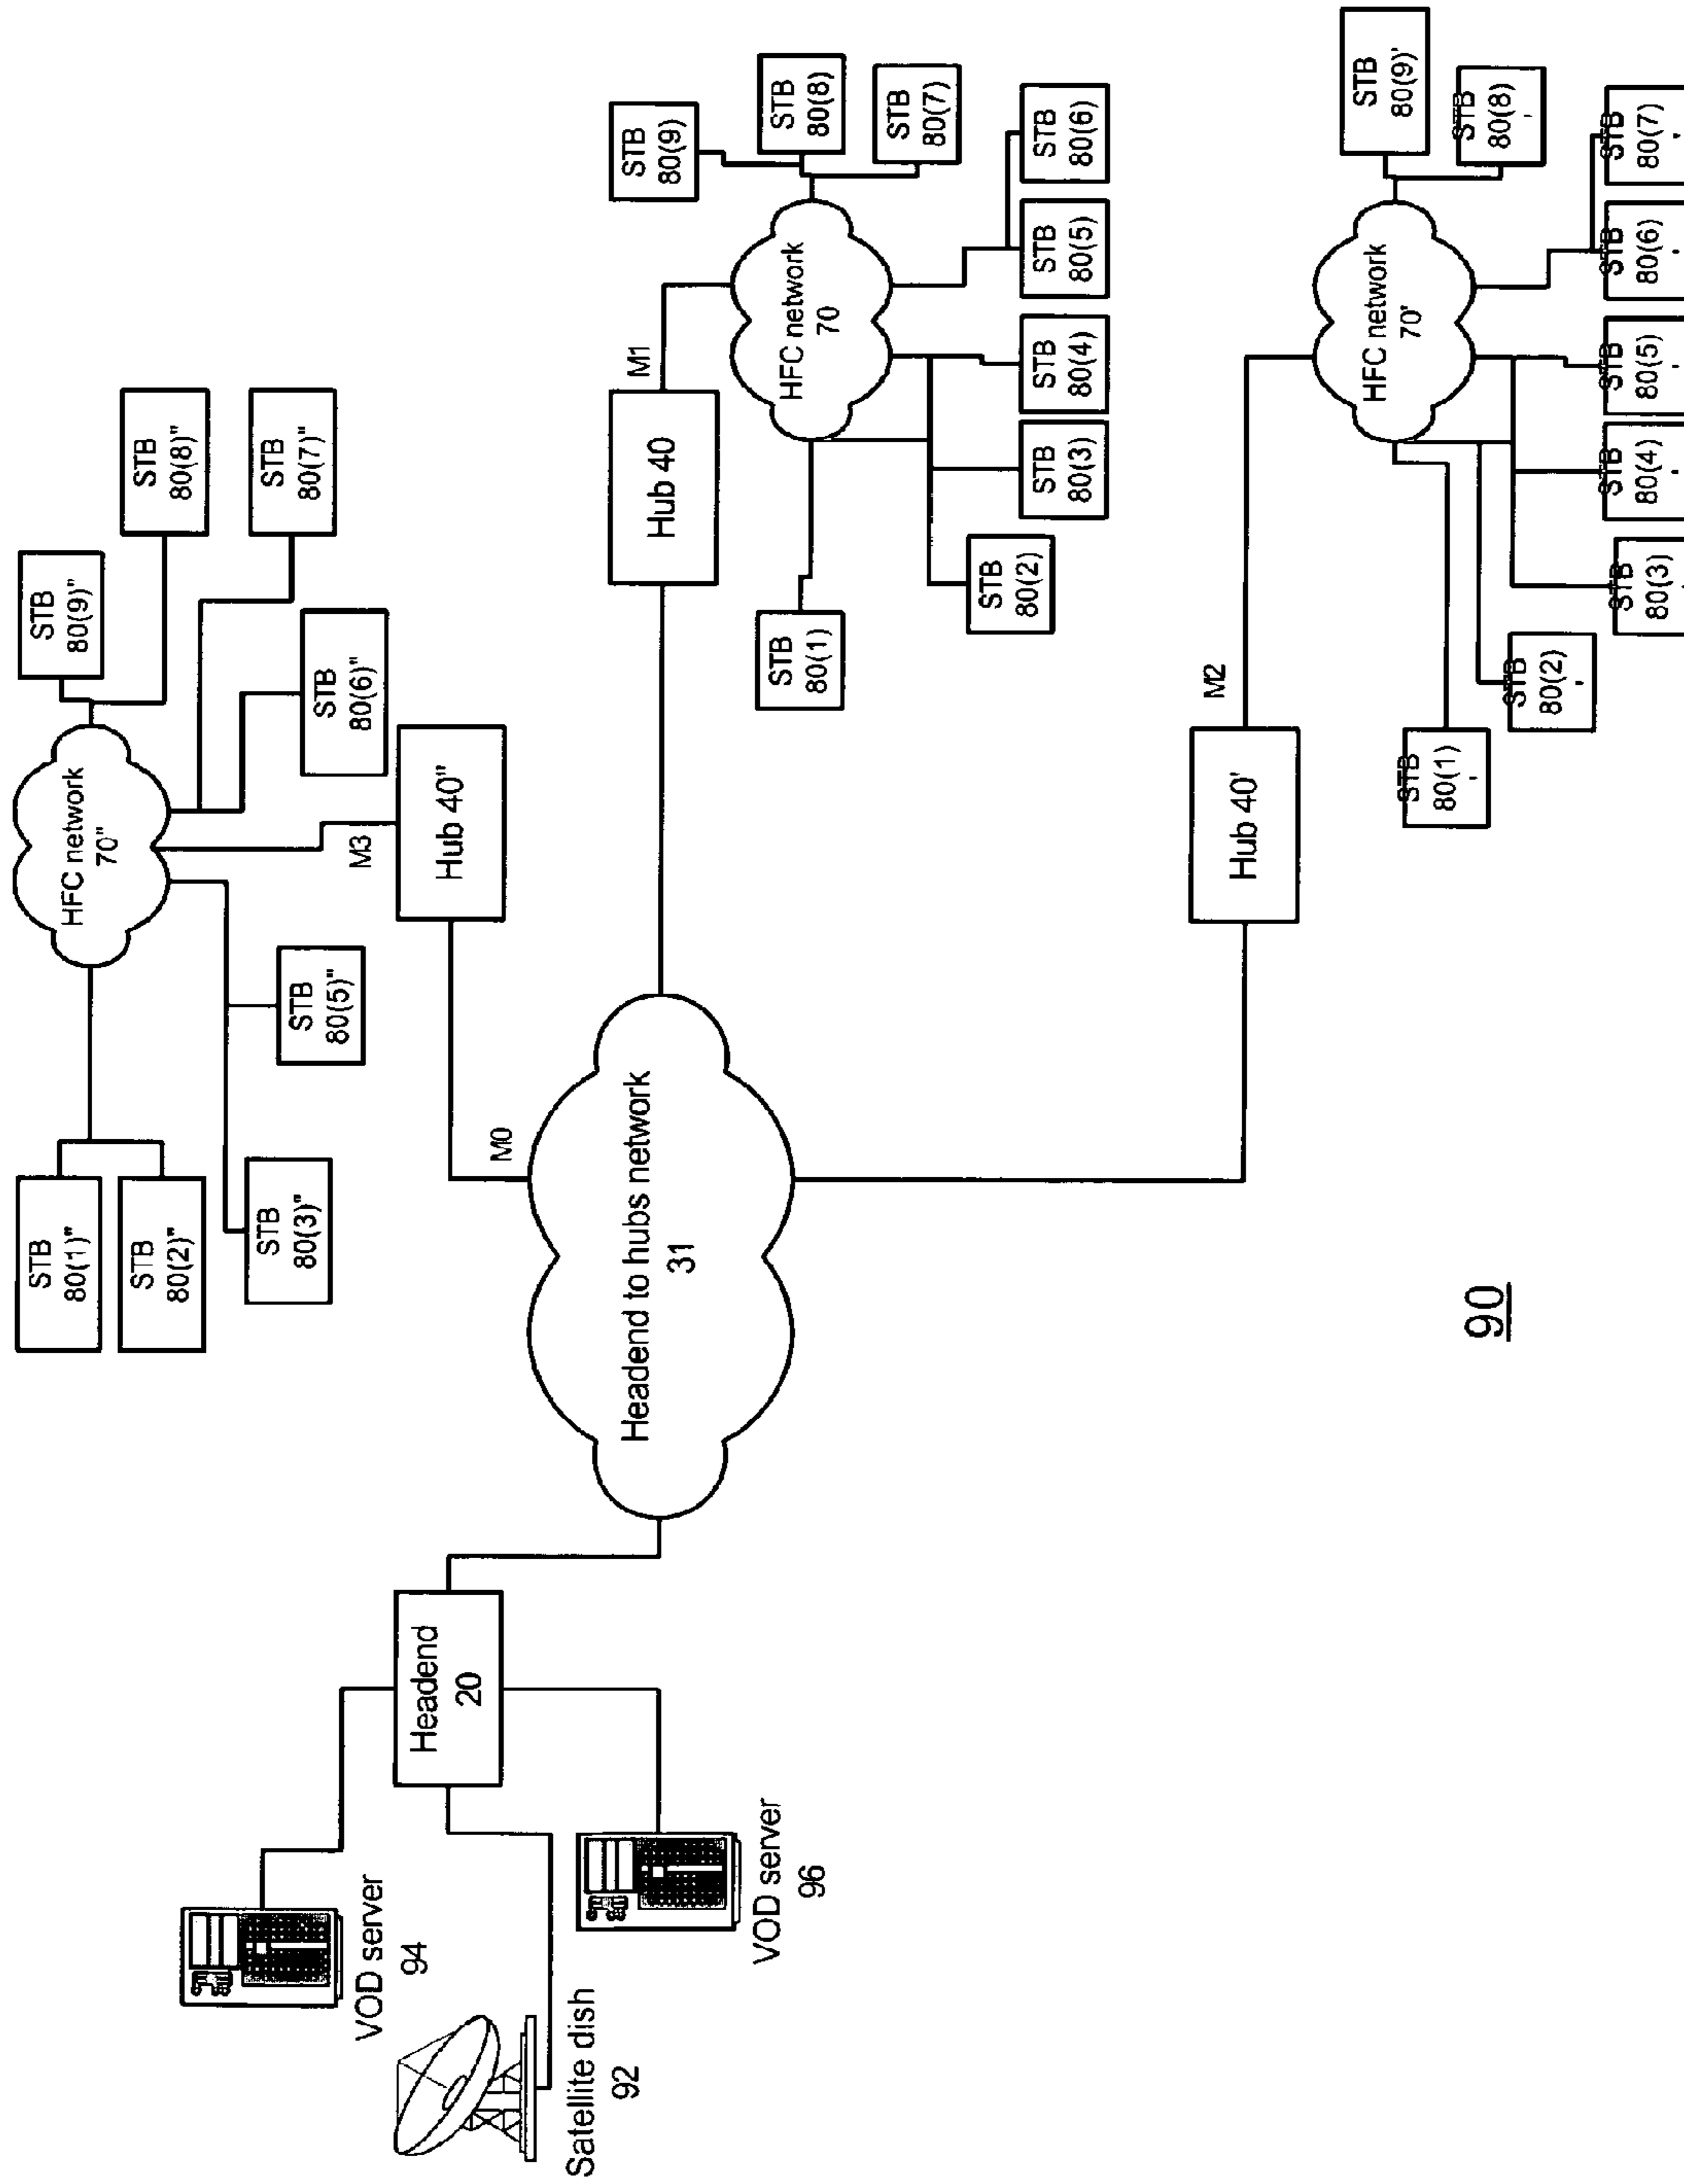 STB
80(1)"
STB
80(2)"
STB
80(3)"
STB
80(5)"
HFC network
70"
STB
80(9)"
STB
80(8)"
STB
80(7)"
STB
80(6)"
M3
Hub 40"
M0
VOD server
94
Satellite dish
92
VOD server
96
Headend
20
Headend to hubs network
31
Hub 40
M1
HFC network
70
STB
80(9)
STB
80(8)
STB
80(7)
STB
80(1)
STB
80(2)
STB
80(3)
STB
80(4)
STB
80(5)
STB
80(6)
Hub 40'
M2
HFC network
70'
STB
80(9)'
STB
80(8)
'
STB
80(1)
'
STB
80(2)
'
STB
80(3)
'
STB
80(4)
'
STB
80(5)
'
STB
80(6)
'
STB
80(7)
'
90